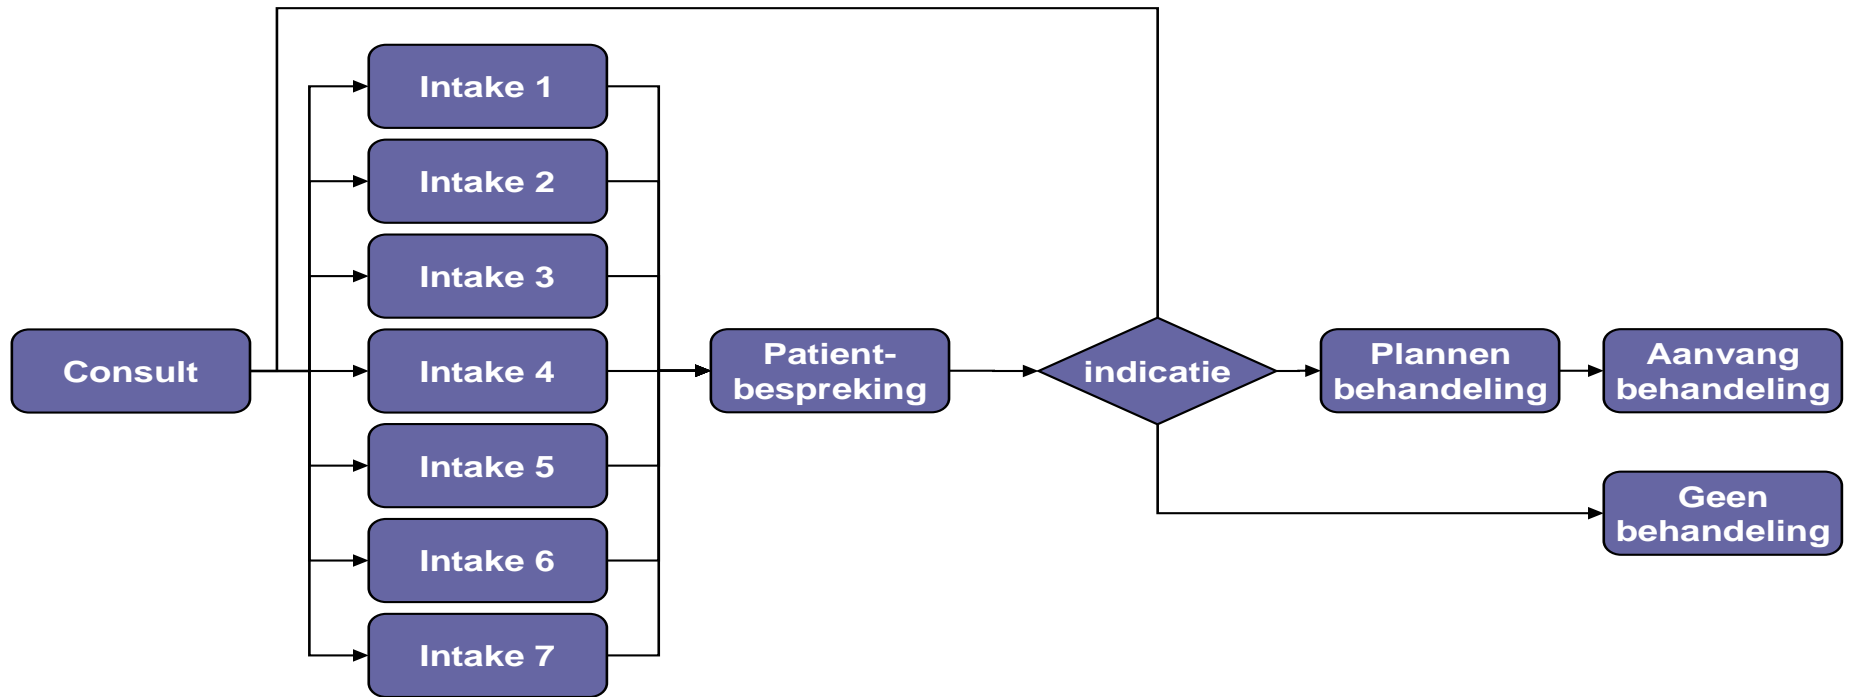 Consult
Intake 1
Intake 2
Intake 3
Intake 4
Intake 5
Intake 6
Intake 7
Patient-
bespreking
indicatie
Plannen
behandeling
Aanvang
behandeling
Geen
behandeling